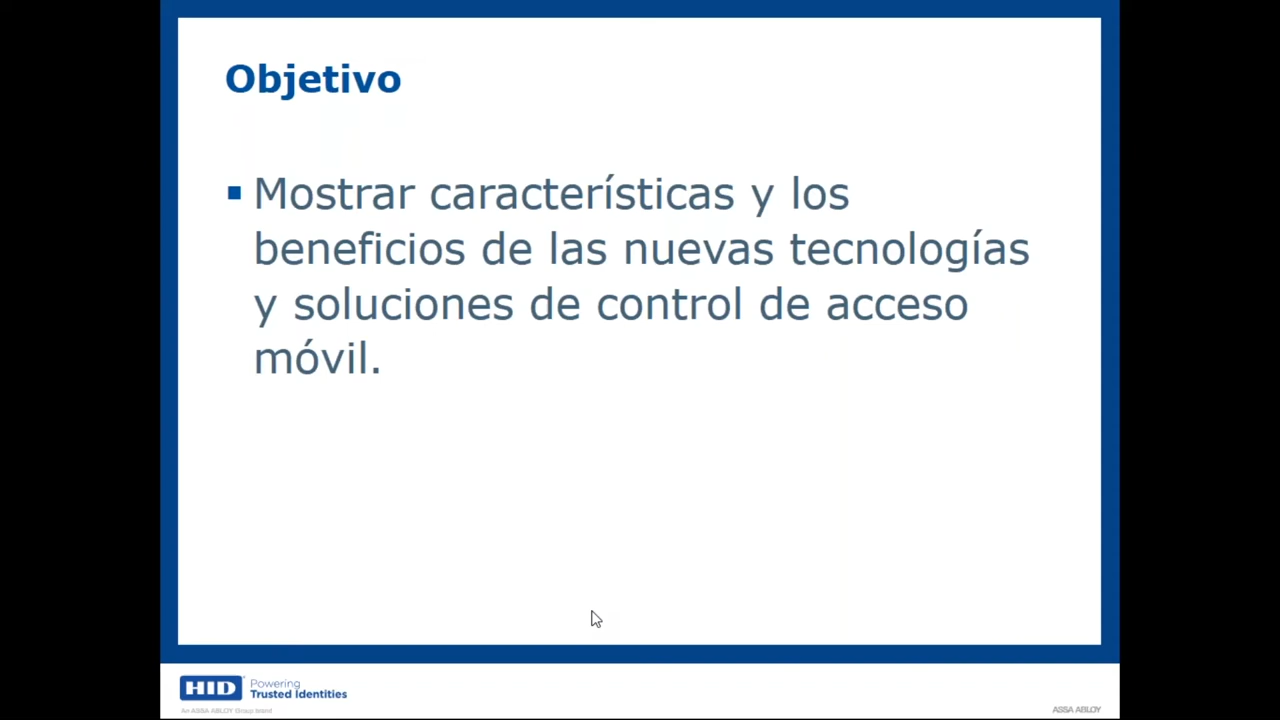 Objetivo
▪ Mostrar características y los
beneficios de las nuevas tecnologías
y soluciones de control de acceso
móvil.
HID Powering
Trusted Identities
An ASSA ABLOY Group brand
ASSA ABLOY